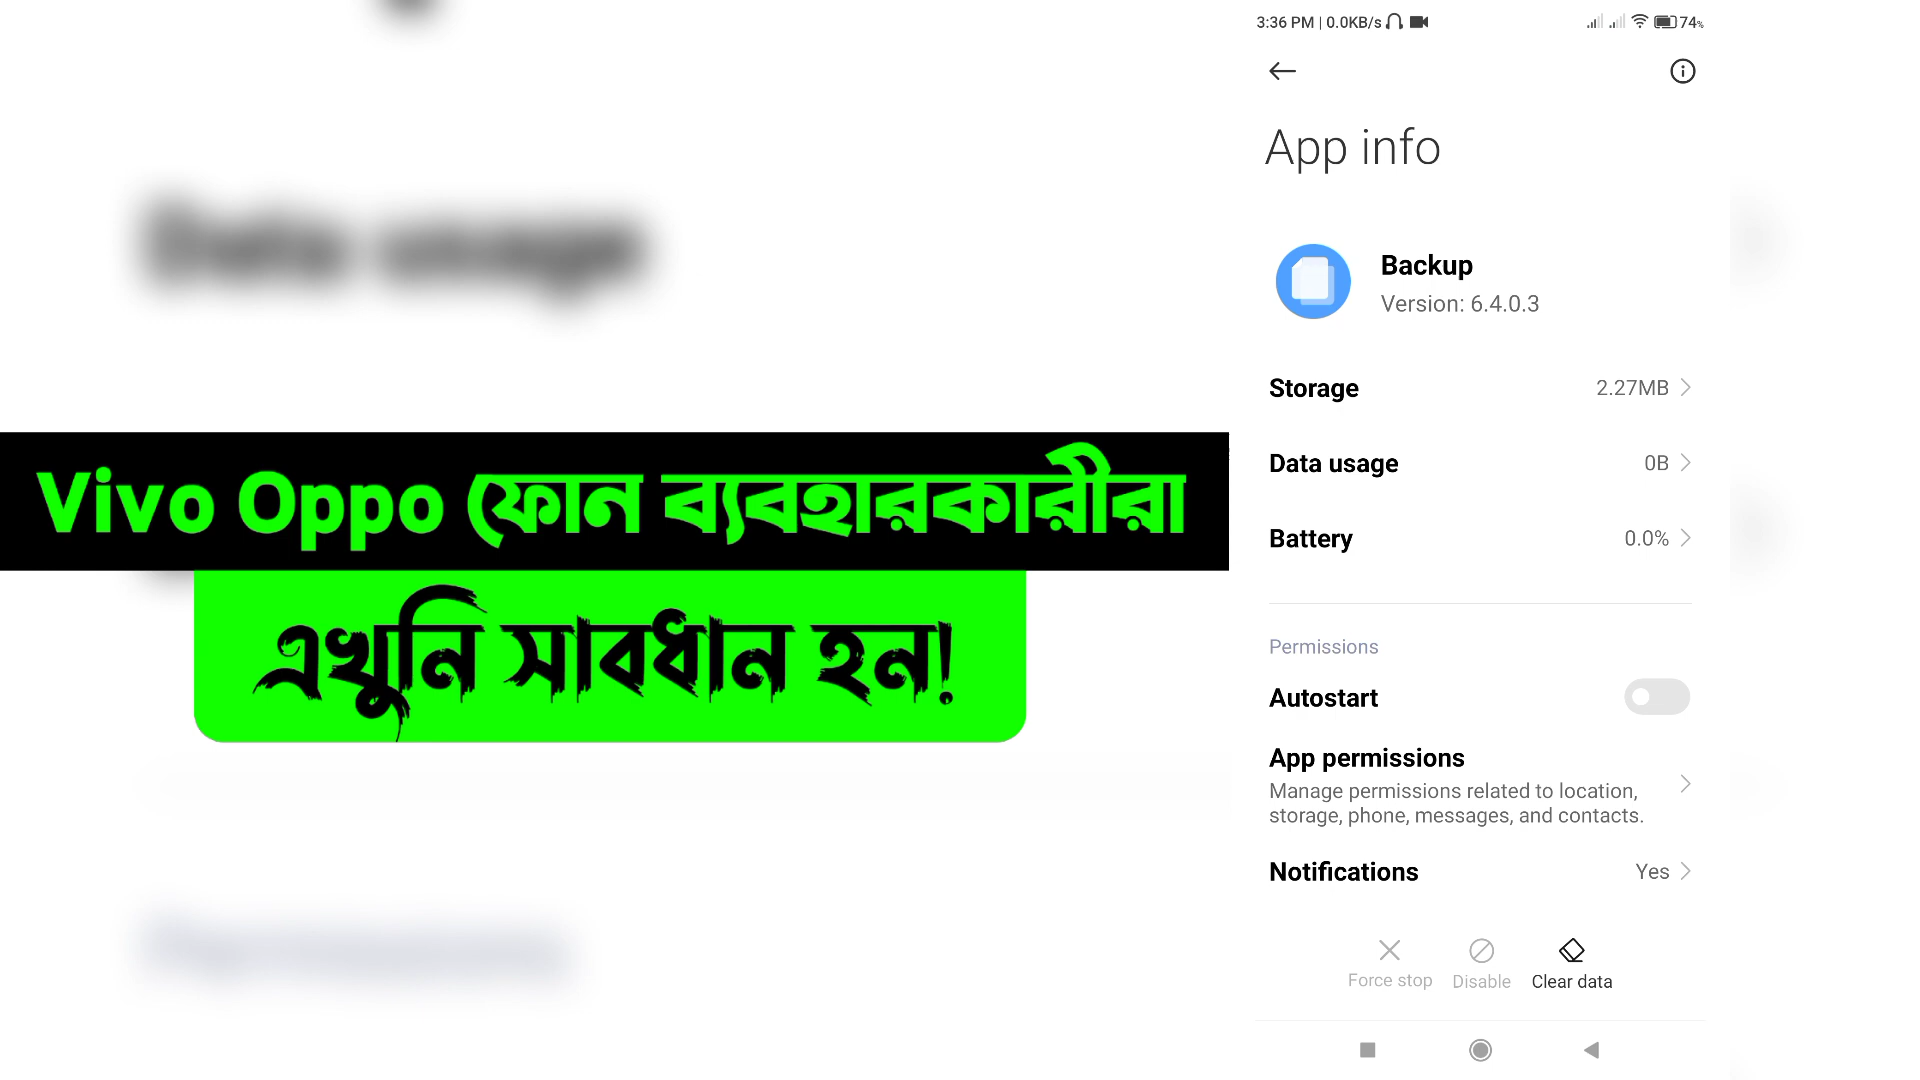 Data usage
Vivo Oppo ফোন ব্যবহারকারীরা
এখুনি সাবধান হন!
3:36 PM | 0.0KB/s
74%
App info
Backup
Version: 6.4.0.3
Storage 2.27MB
Data usage 0B
Battery 0.0%
Permissions
Autostart
App permissions
Manage permissions related to location,
storage, phone, messages, and contacts.
Notifications Yes
Force stop Disable Clear data